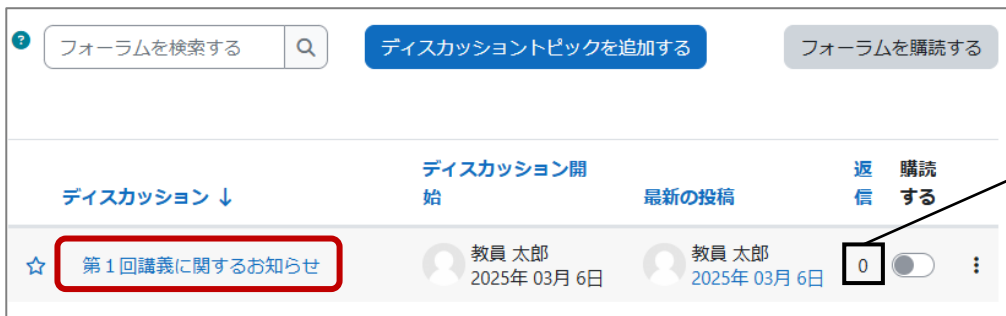 ?
フォーラムを検索する
ディスカッショントピックを追加する
フォーラムを購読する
ディスカッション ↓
ディスカッション開
始
最新の投稿
返
信
購読
する
第1回講義に関するお知らせ
教員 太郎
2025年 03月 6日
教員 太郎
2025年 03月 6日
0